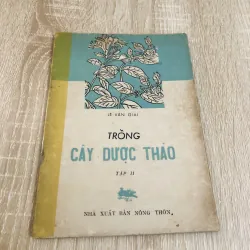 TRỒNG
CÂY DƯỢC THẢO
TẬP II
NHÀ XUẤT BẢN NÔNG THÔN